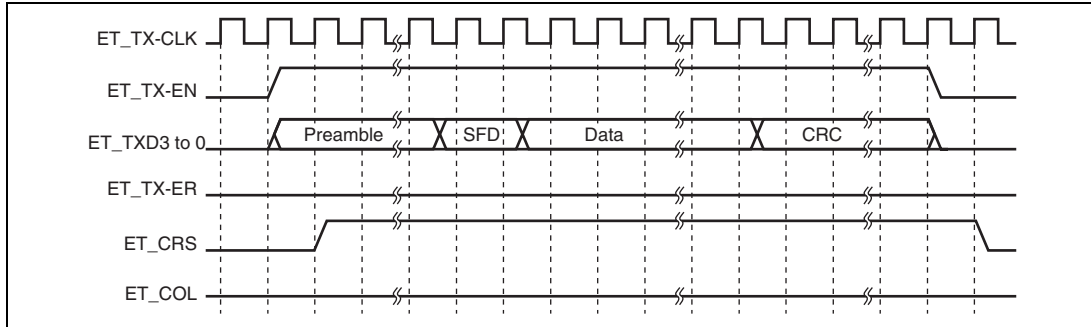 ET_TX-CLK
ET_TX-EN
ET_TXD3 to 0 Preamble SFD Data CRC
ET_TX-ER
ET_CRS
ET_COL